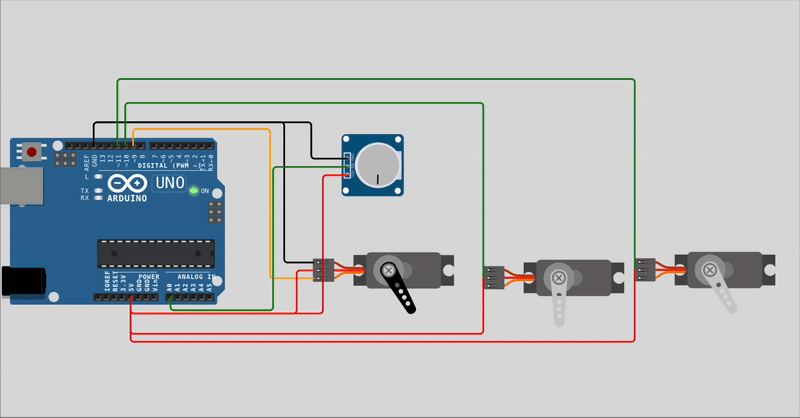 AREF
GND
13
12
~11
~10
~9
8
7
~6
~5
4
~3
2
TX→1
RX←0
DIGITAL (PWM ~)
L
UNO
ON
TX
RX
ARDUINO
IOREF
RESET
3.3V
5V
GND
GND
Vin
POWER
ANALOG IN
A0
A1
A2
A3
A4
A5